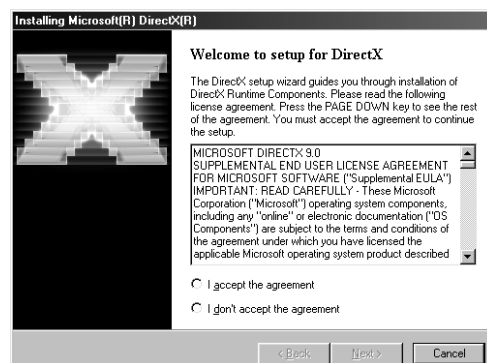 Installing Microsoft(R) DirectX(R)
Welcome to setup for DirectX
The DirectX setup wizard guides you through installation of
DirectX Runtime Components. Please read the following
license agreement. Press the PAGE DOWN key to see the rest
of the agreement. You must accept the agreement to continue
the setup.
MICROSOFT DIRECTX 9.0
SUPPLEMENTAL END USER LICENSE AGREEMENT
FOR MICROSOFT SOFTWARE ("Supplemental EULA")
IMPORTANT: READ CAREFULLY - These Microsoft
Corporation ("Microsoft") operating system components,
including any "online" or electronic documentation ("OS
Components") are subject to the terms and conditions of
the agreement under which you have licensed the
applicable Microsoft operating system product described
I accept the agreement
I don't accept the agreement
< Back Next > Cancel